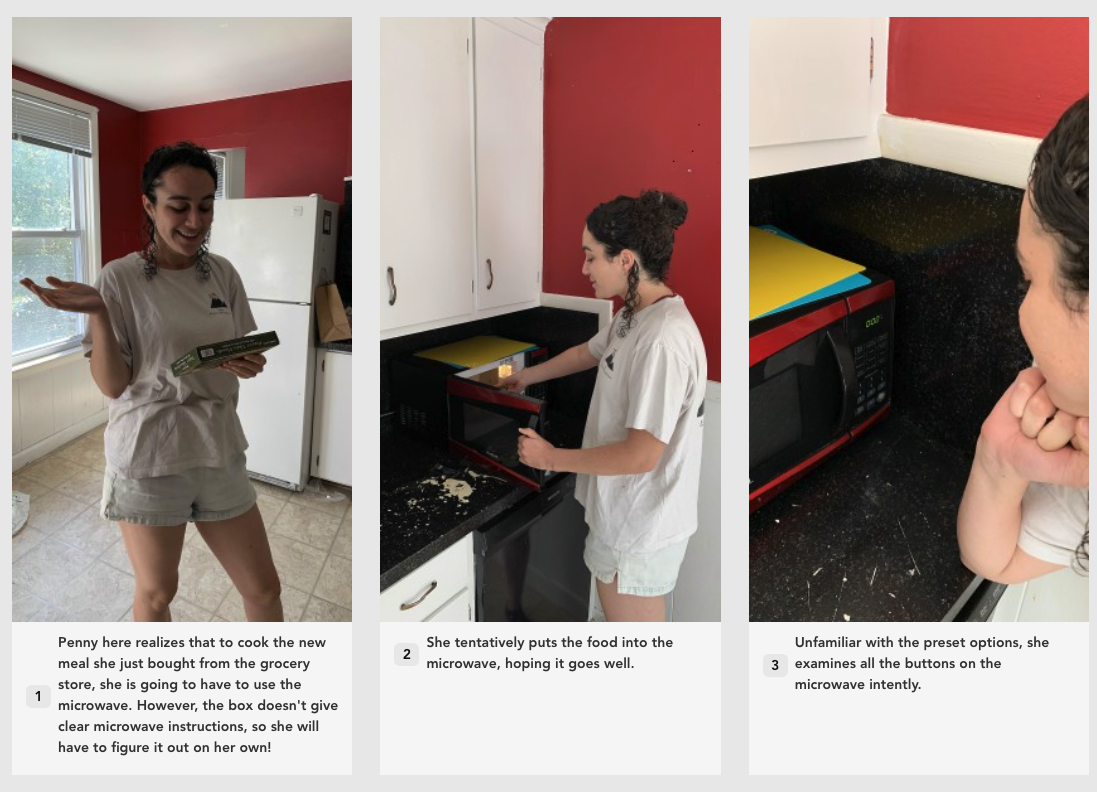 Penny here realizes that to cook the new
meal she just bought from the grocery
store, she is going to have to use the
microwave. However, the box doesn't give
clear microwave instructions, so she will
have to figure it out on her own!
1
She tentatively puts the food into the
microwave, hoping it goes well.
2
Unfamiliar with the preset options, she
examines all the buttons on the
microwave intently.
3